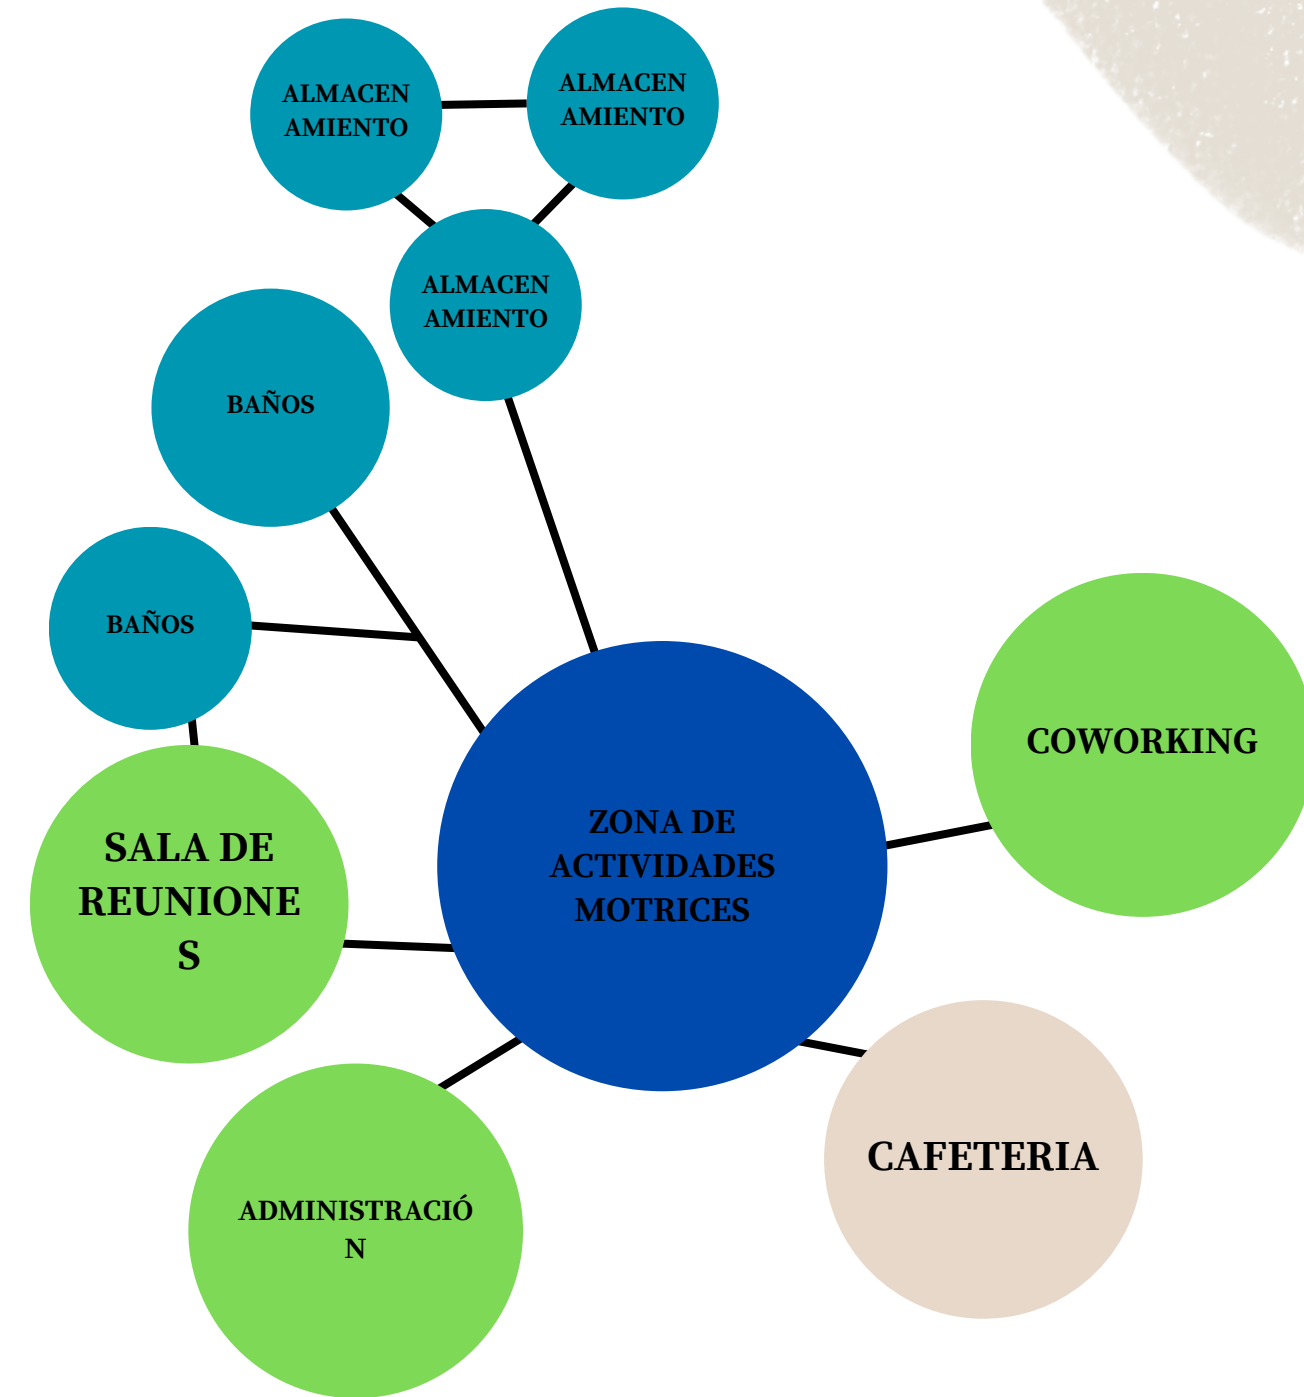 ALMACEN
AMIENTO
ALMACEN
AMIENTO
ALMACEN
AMIENTO
BAÑOS
BAÑOS
SALA DE
REUNIONE
S
ZONA DE
ACTIVIDADES
MOTRICES
COWORKING
CAFETERIA
ADMINISTRACIÓ
N